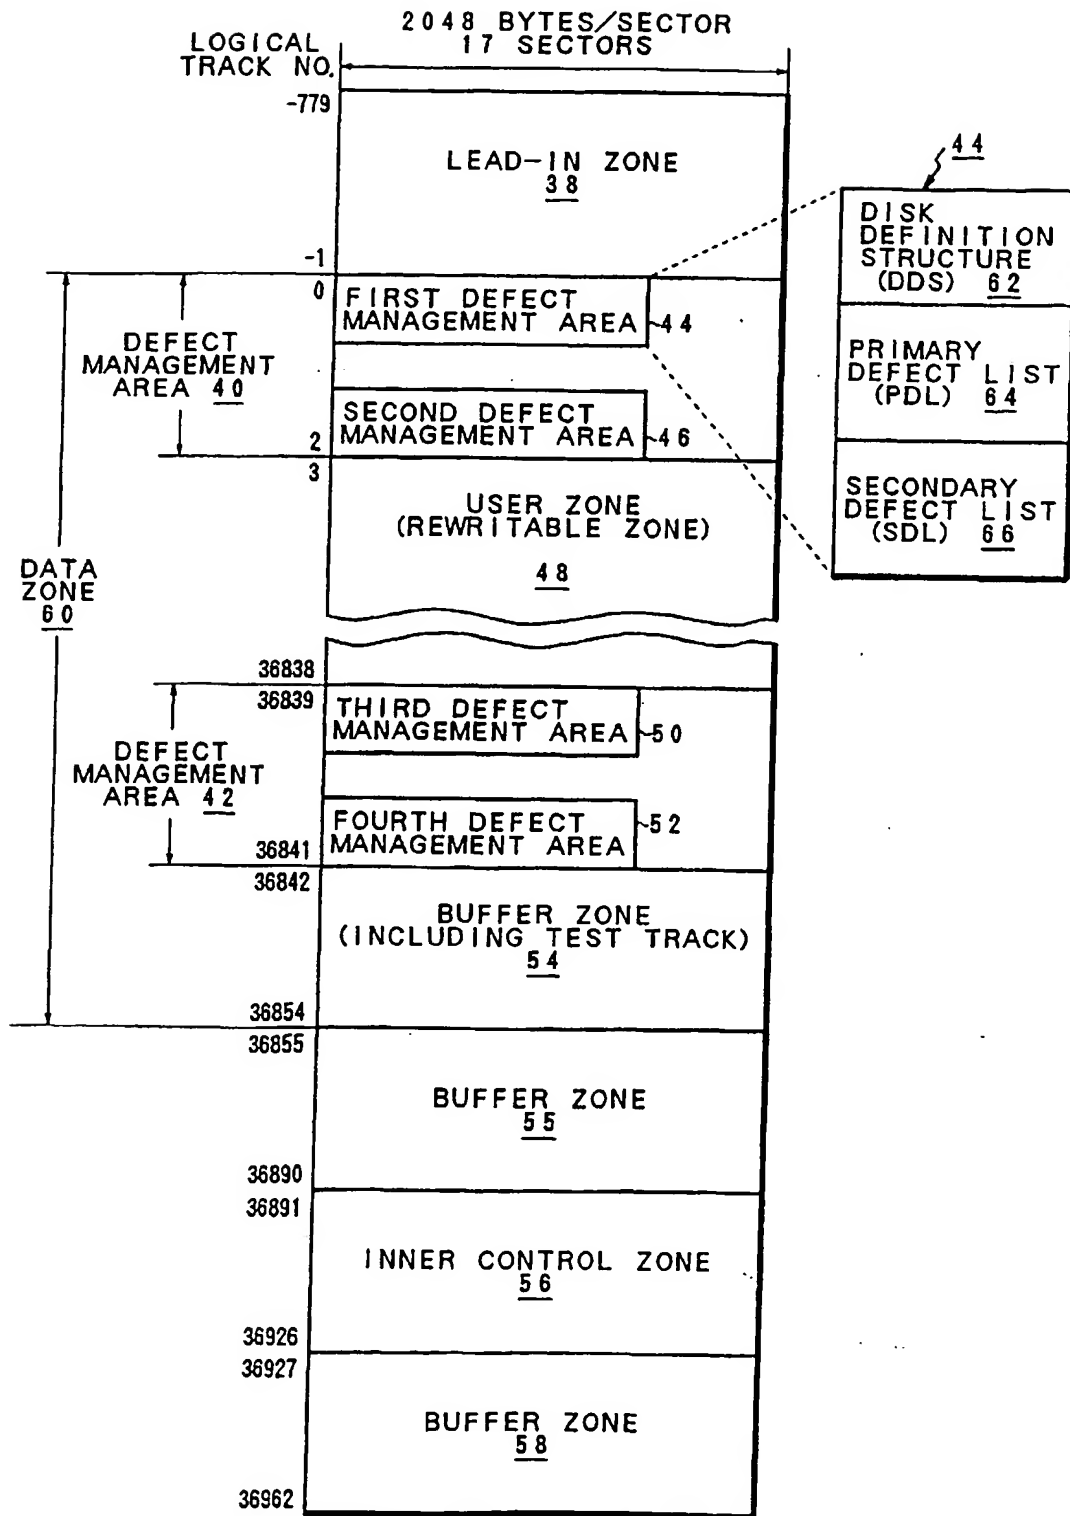 2048 BYTES/SECTOR
17 SECTORS
LOGICAL
TRACK NO.
-779
LEAD-IN ZONE
38
-1
0
FIRST DEFECT
MANAGEMENT AREA
44
DEFECT
MANAGEMENT
AREA 40
SECOND DEFECT
MANAGEMENT AREA
46
2
3
USER ZONE
(REWRITABLE ZONE)
48
DATA
ZONE
60
44
DISK
DEFINITION
STRUCTURE
(DDS) 62
PRIMARY
DEFECT LIST
(PDL) 64
SECONDARY
DEFECT LIST
(SDL) 66
36838
36839
THIRD DEFECT
MANAGEMENT AREA
50
DEFECT
MANAGEMENT
AREA 42
FOURTH DEFECT
MANAGEMENT AREA
52
36841
36842
BUFFER ZONE
(INCLUDING TEST TRACK)
54
36854
36855
BUFFER ZONE
55
36890
36891
INNER CONTROL ZONE
56
36926
36927
BUFFER ZONE
58
36962